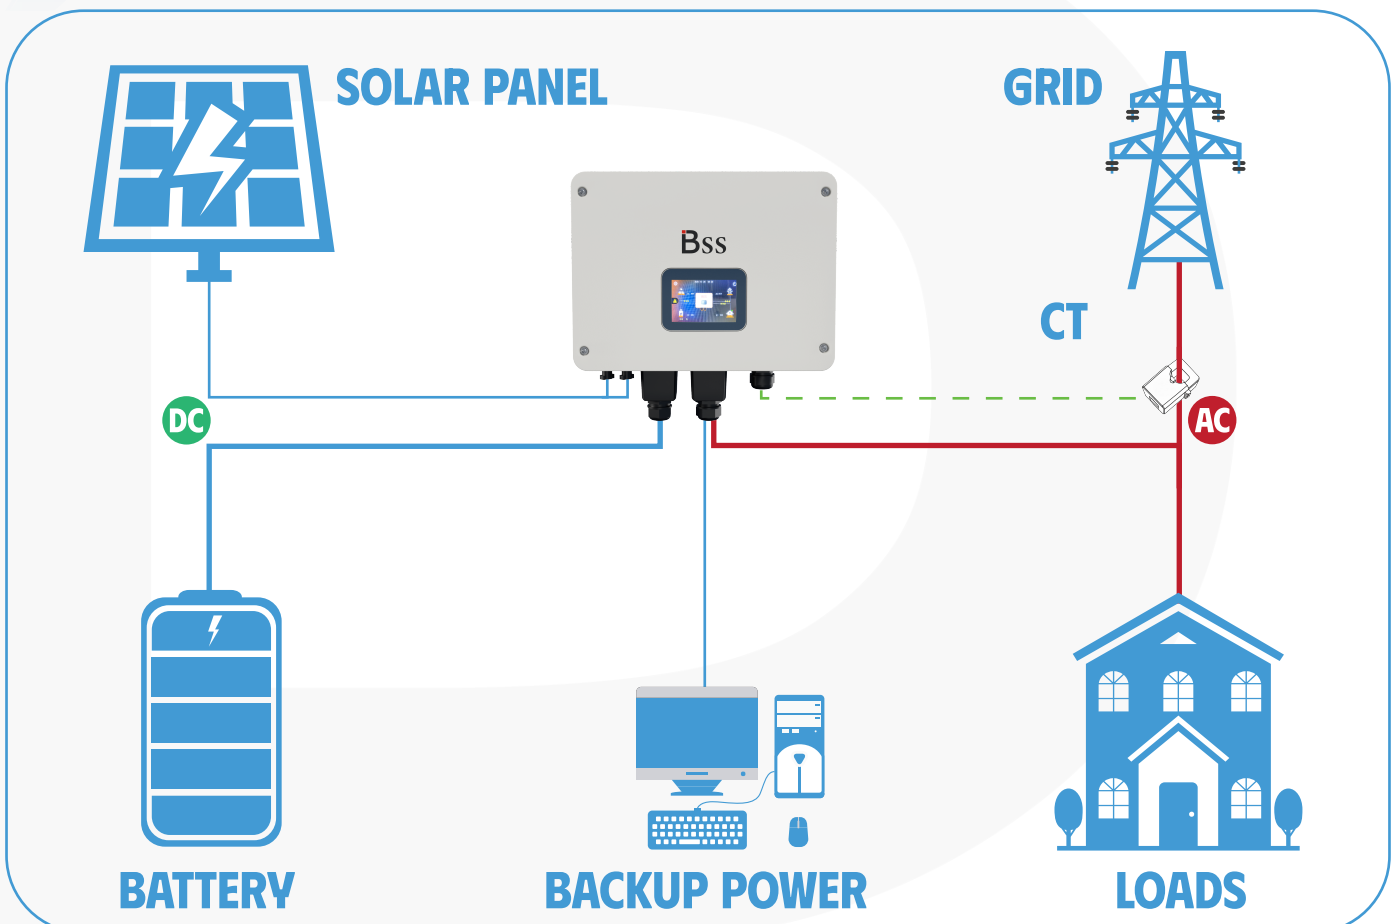 SOLAR PANEL
GRID
Bss
CT
DC
AC
BATTERY
BACKUP POWER
LOADS